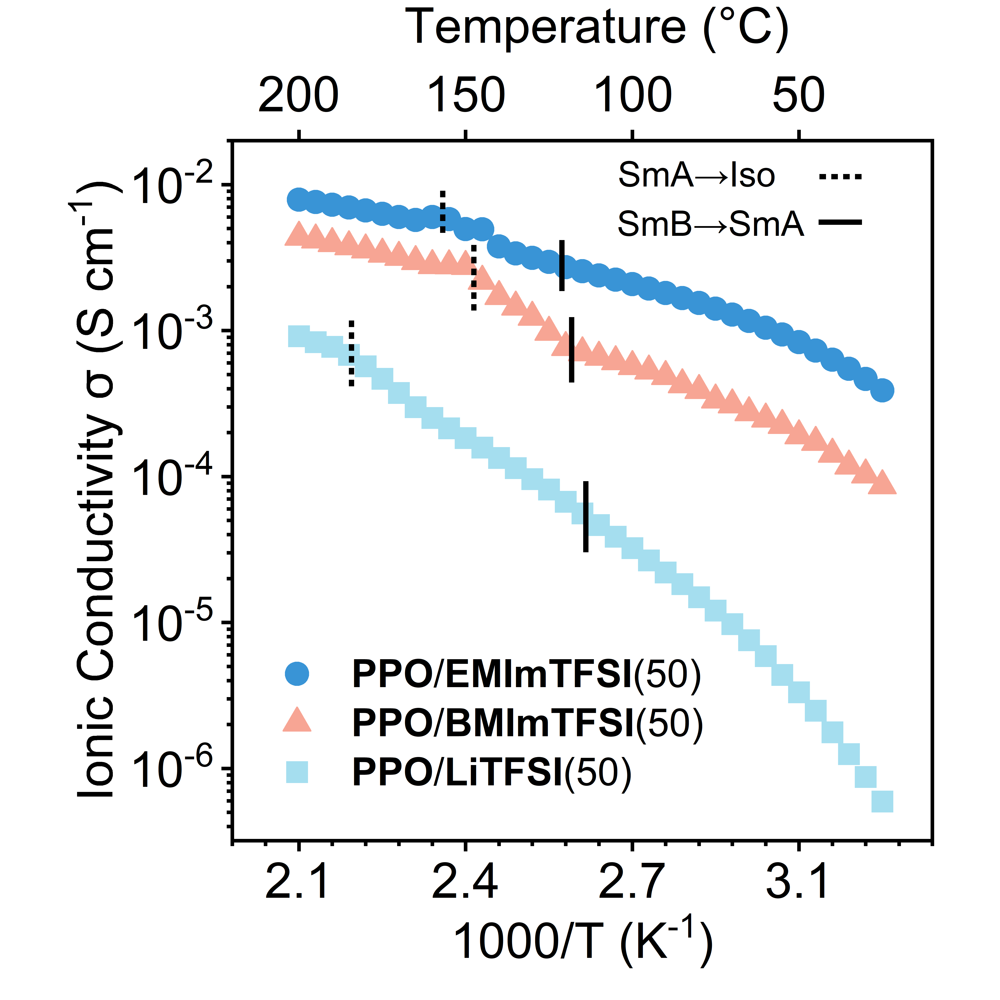 Temperature (°C)
200 150 100 50
SmA→Iso
SmB→SmA
Ionic Conductivity σ (S cm⁻¹)
10⁻²
10⁻³
10⁻⁴
10⁻⁵
10⁻⁶
PPO/EMImTFSI(50)
PPO/BMImTFSI(50)
PPO/LiTFSI(50)
2.1 2.4 2.7 3.1
1000/T (K⁻¹)